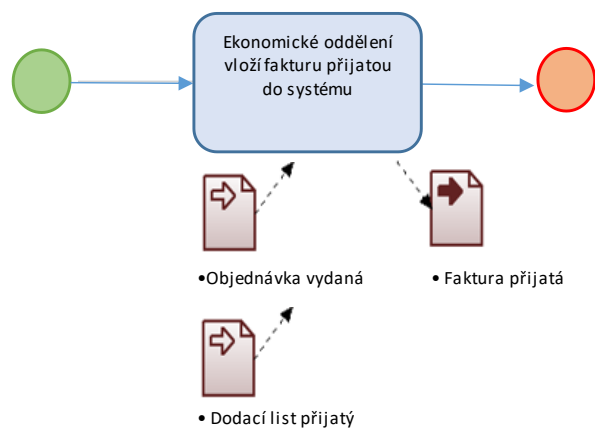 Ekonomické oddělení
vloží fakturu přijatou
do systému
•Objednávka vydaná
• Faktura přijatá
• Dodací list přijatý